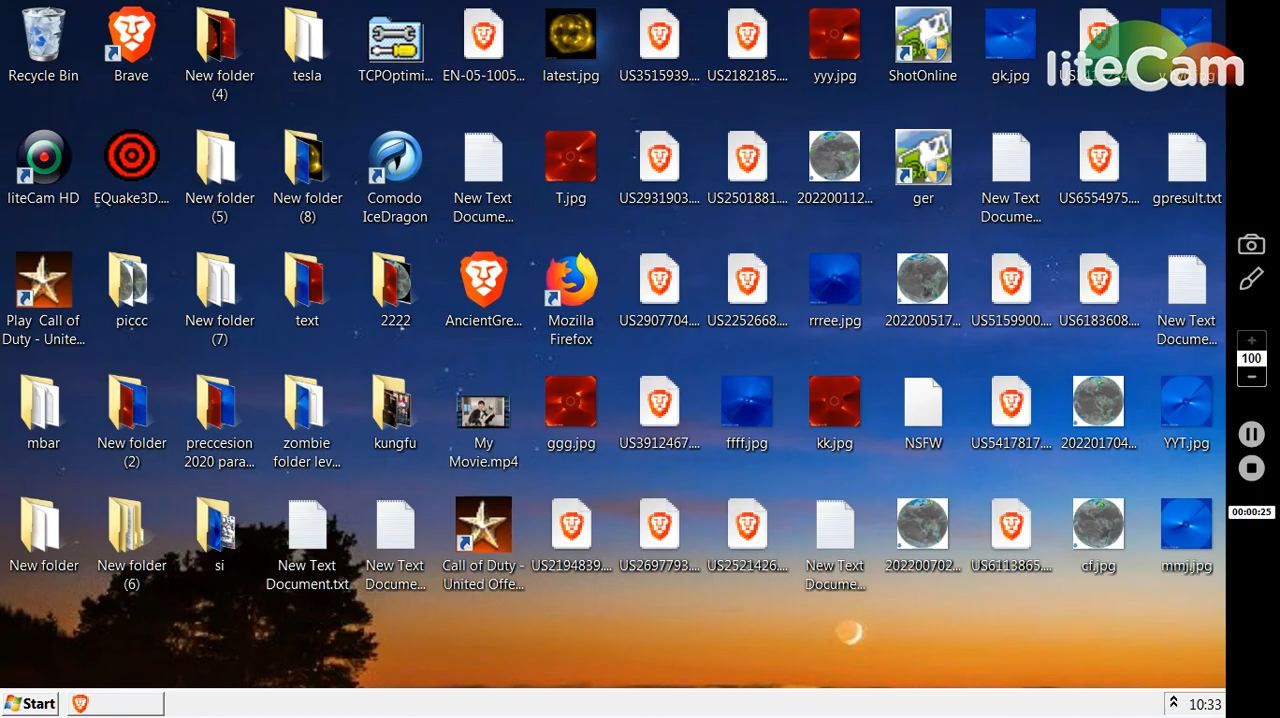 liteCam
Recycle Bin
Brave
New folder
(4)
tesla
TCPOptimi...
EN-05-1005...
latest.jpg
US3515939....
US2182185....
yyy.jpg
ShotOnline
gk.jpg
liteCam HD
EQuake3D....
New folder
(5)
New folder
(8)
Comodo
IceDragon
New Text
Docume...
T.jpg
US2931903....
US2501881....
202200112...
ger
New Text
Docume...
US6554975....
gpresult.txt
Play Call of
Duty - Unite...
piccc
New folder
(7)
text
2222
AncientGre...
Mozilla
Firefox
US2907704....
US2252668....
rrree.jpg
202200517...
US5159900....
US6183608....
New Text
Docume...
mbar
New folder
(2)
preccesion
2020 para...
zombie
folder lev...
kungfu
My
Movie.mp4
ggg.jpg
US3912467....
ffff.jpg
kk.jpg
NSFW
US5417817....
202201704...
YYT.jpg
New folder
New folder
(6)
si
New Text
Document.txt
New Text
Docume...
Call of Duty -
United Offe...
US2194839....
US2697793....
US2521426....
New Text
Docume...
202200702...
US6113865....
cf.jpg
mmj.jpg
100
00:00:25
Start
10:33